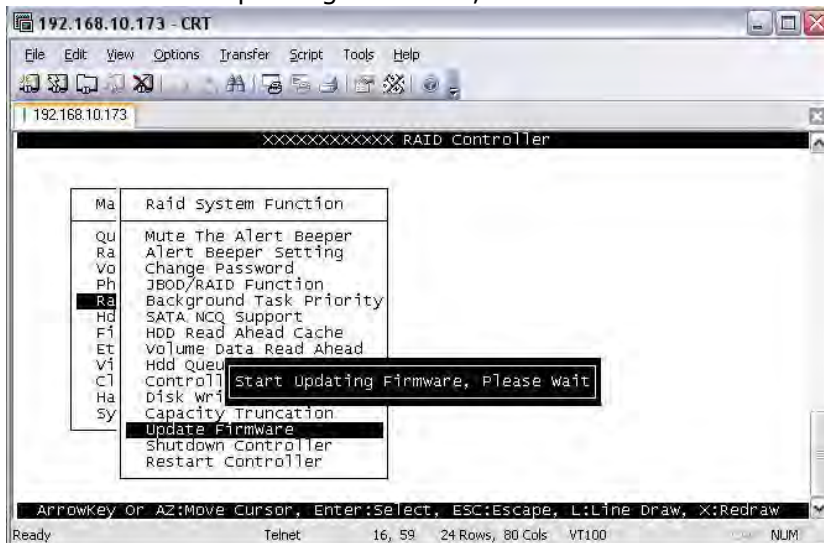 192.168.10.173 - CRT
File Edit View Options Transfer Script Tools Help
192.168.10.173
XXXXXXXXXXXX RAID Controller
Ma
Raid System Function
Qu
Mute The Alert Beeper
Ra
Alert Beeper Setting
Vo
Change Password
Ph
JBOD/RAID Function
Ra
Background Task Priority
Hd
SATA NCQ Support
Fi
HDD Read Ahead Cache
Et
Volume Data Read Ahead
Vi
Hdd Queu
Cl
Controll
Start Updating Firmware, Please Wait
Ha
Disk Wri
Sy
Capacity Truncation
Update Firmware
Shutdown Controller
Restart Controller
ArrowKey Or AZ:Move Cursor, Enter:Select, ESC:Escape, L:Line Draw, X:Redraw
Ready Telnet 16, 59 24 Rows, 80 Cols VT100 NUM